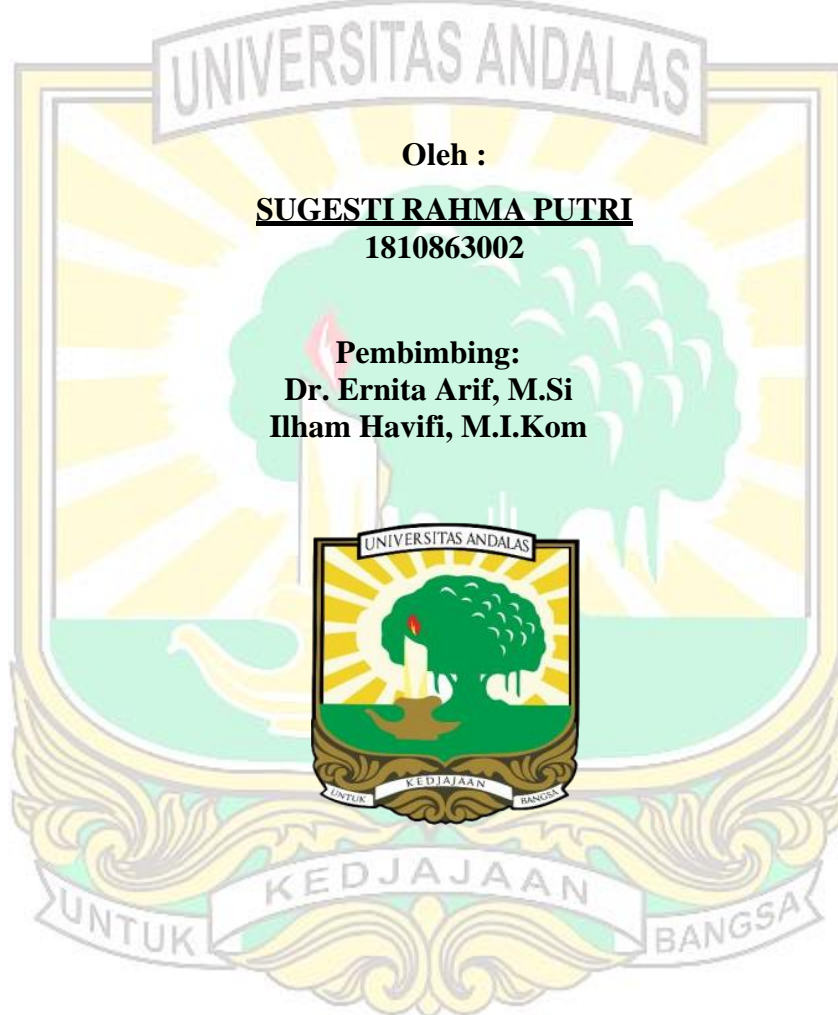 UNIVERSITAS ANDALAS
Oleh :
SUGESTI RAHMA PUTRI
1810863002
Pembimbing:
Dr. Ernita Arif, M.Si
Ilham Havifi, M.I.Kom
UNIVERSITAS ANDALAS
UNTUK KEDJAJAAN BANGSA
UNTUK KEDJAJAAN BANGSA